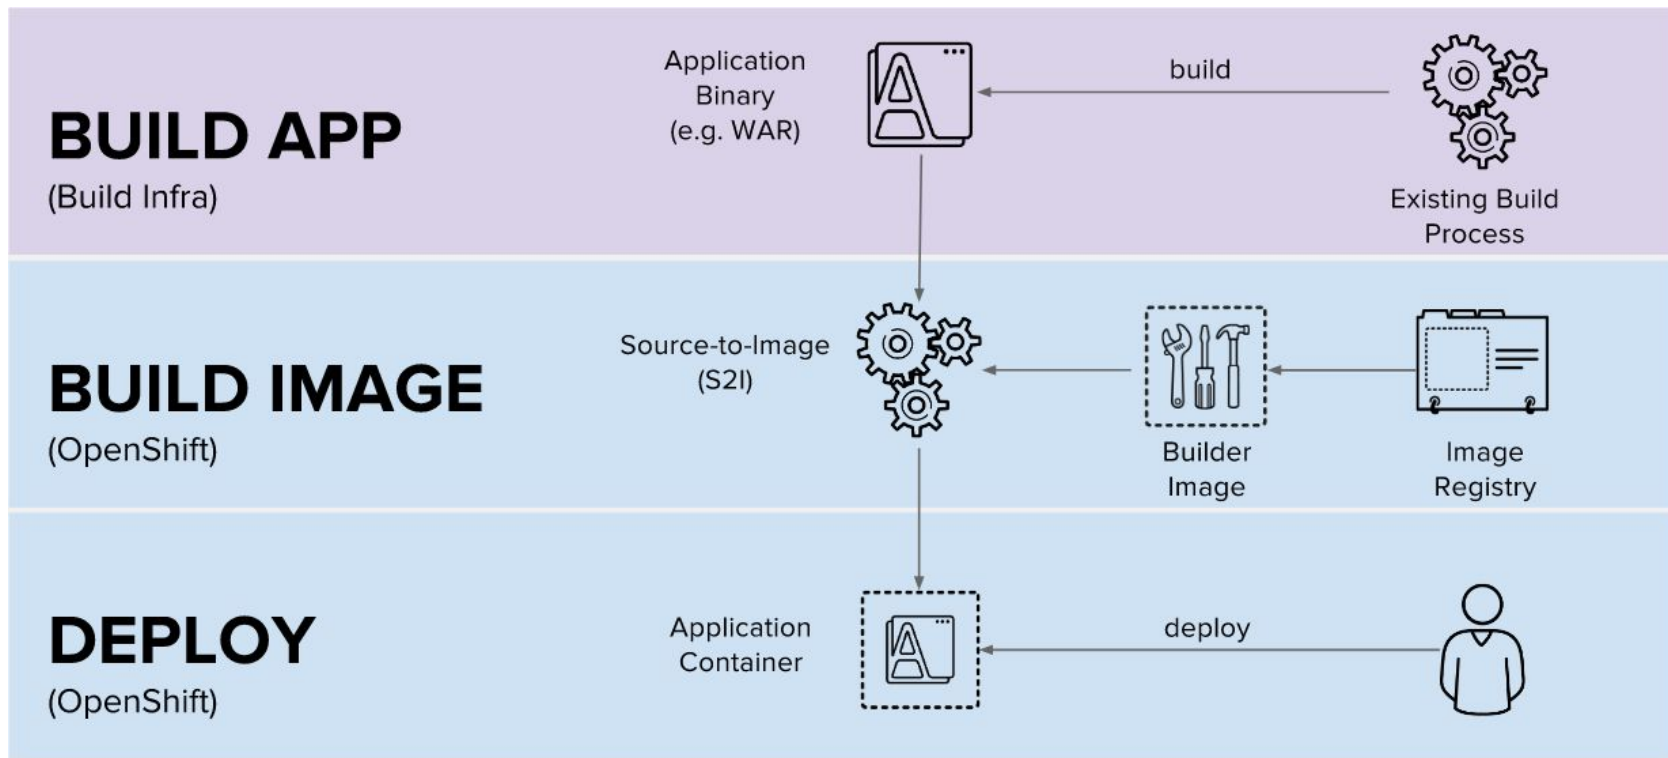 BUILD APP
(Build Infra)
Application
Binary
(e.g. WAR)
build
Existing Build
Process
BUILD IMAGE
(OpenShift)
Source-to-Image
(S2I)
Builder
Image
Image
Registry
DEPLOY
(OpenShift)
Application
Container
deploy